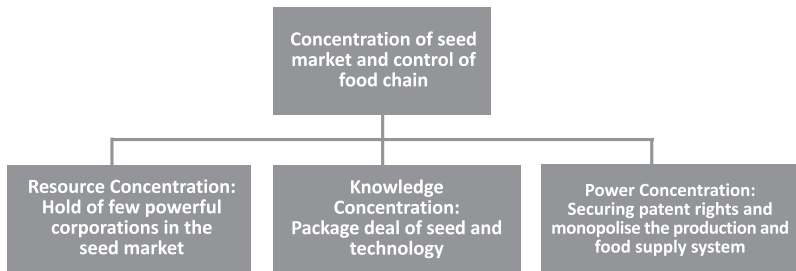 Concentration of seed
market and control of
food chain
Resource Concentration:
Hold of few powerful
corporations in the
seed market
Knowledge
Concentration:
Package deal of seed and
technology
Power Concentration:
Securing patent rights and
monopolise the production and
food supply system